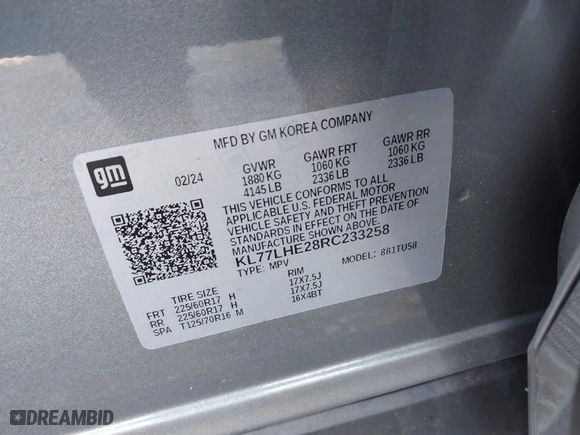 MFD BY GM KOREA COMPANY
gm
02/24
GVWR GAWR FRT GAWR RR
1880 KG 1060 KG 1060 KG
4145 LB 2336 LB 2336 LB
THIS VEHICLE CONFORMS TO ALL
APPLICABLE U.S. FEDERAL MOTOR
VEHICLE SAFETY AND THEFT PREVENTION
STANDARDS IN EFFECT ON THE DATE OF
MANUFACTURE SHOWN ABOVE.
KL77LHE28RC233258
TYPE: MPV MODEL: 881TU58
TIRE SIZE RIM
FRT 225/60R17 H 17X7.5J
RR 225/60R17 H 17X7.5J
SPA T125/70R16 M 16X4BT
DREAMBID